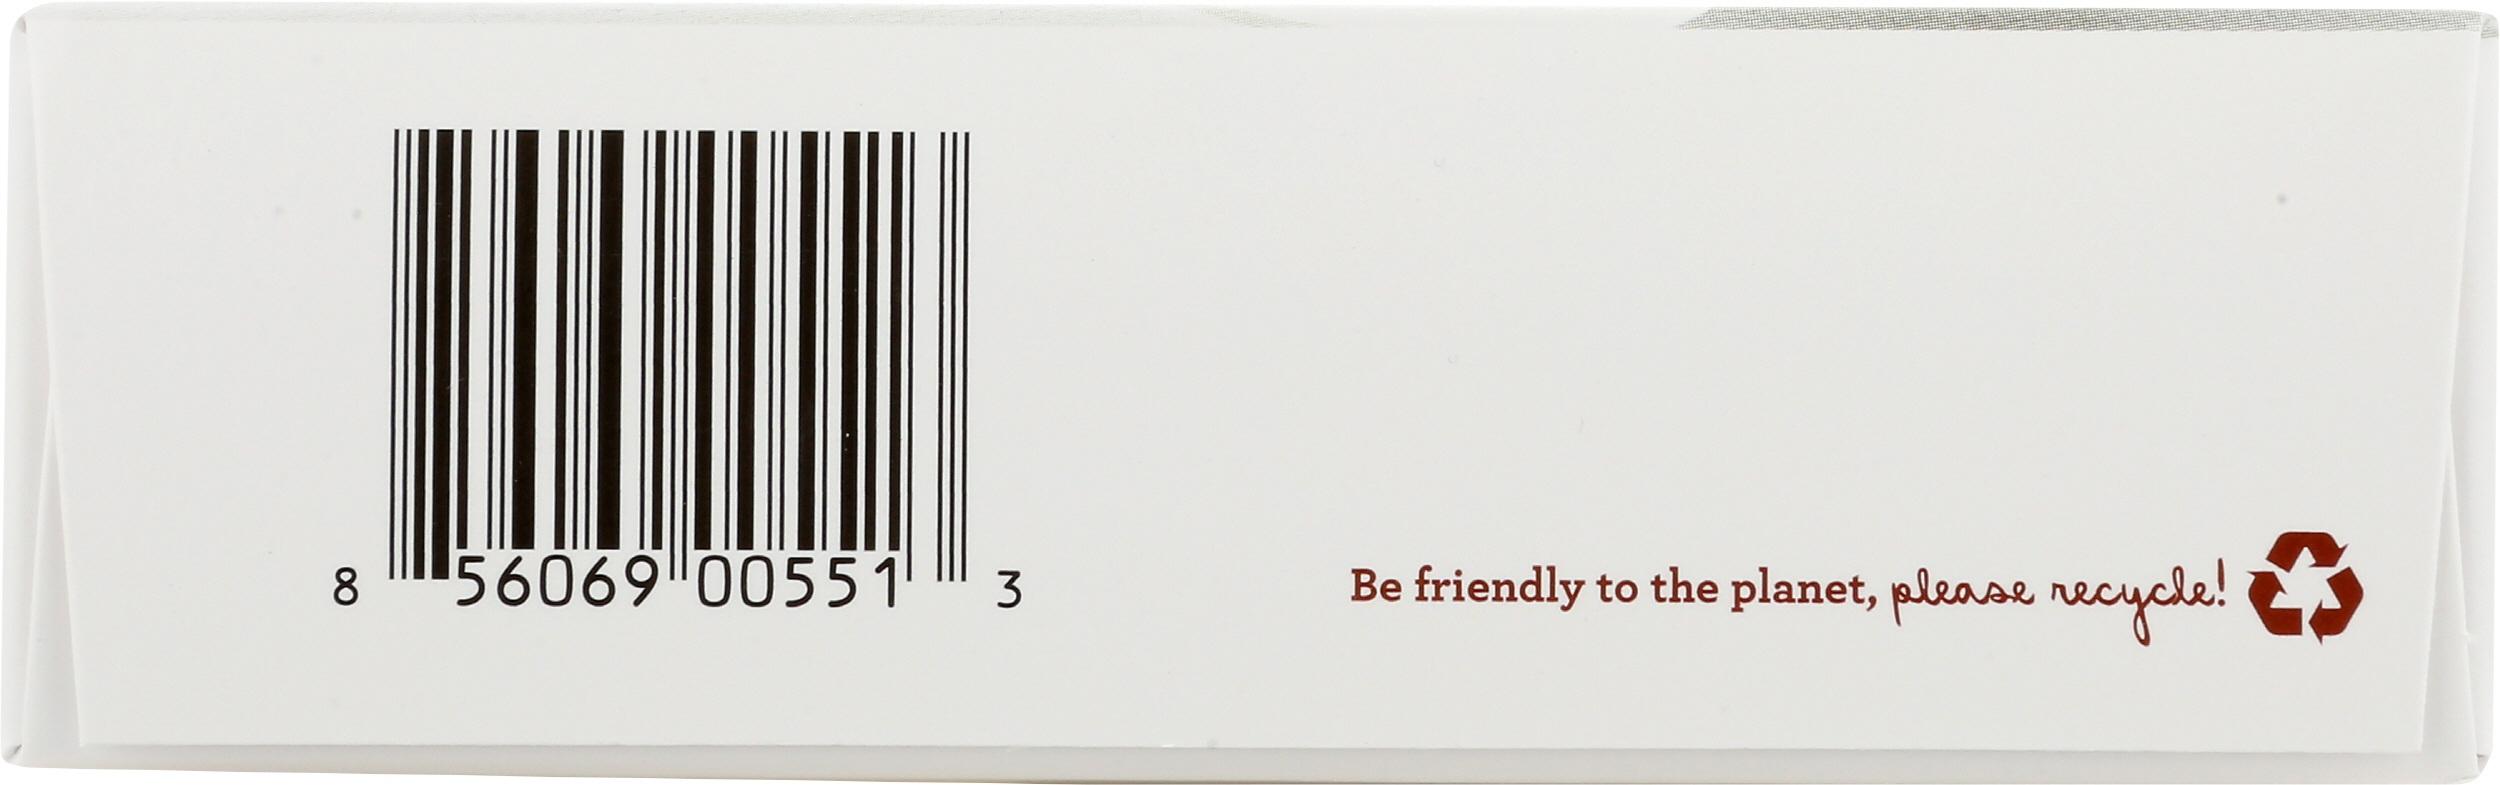 8 56069 00551 3
Be friendly to the planet, please recycle!